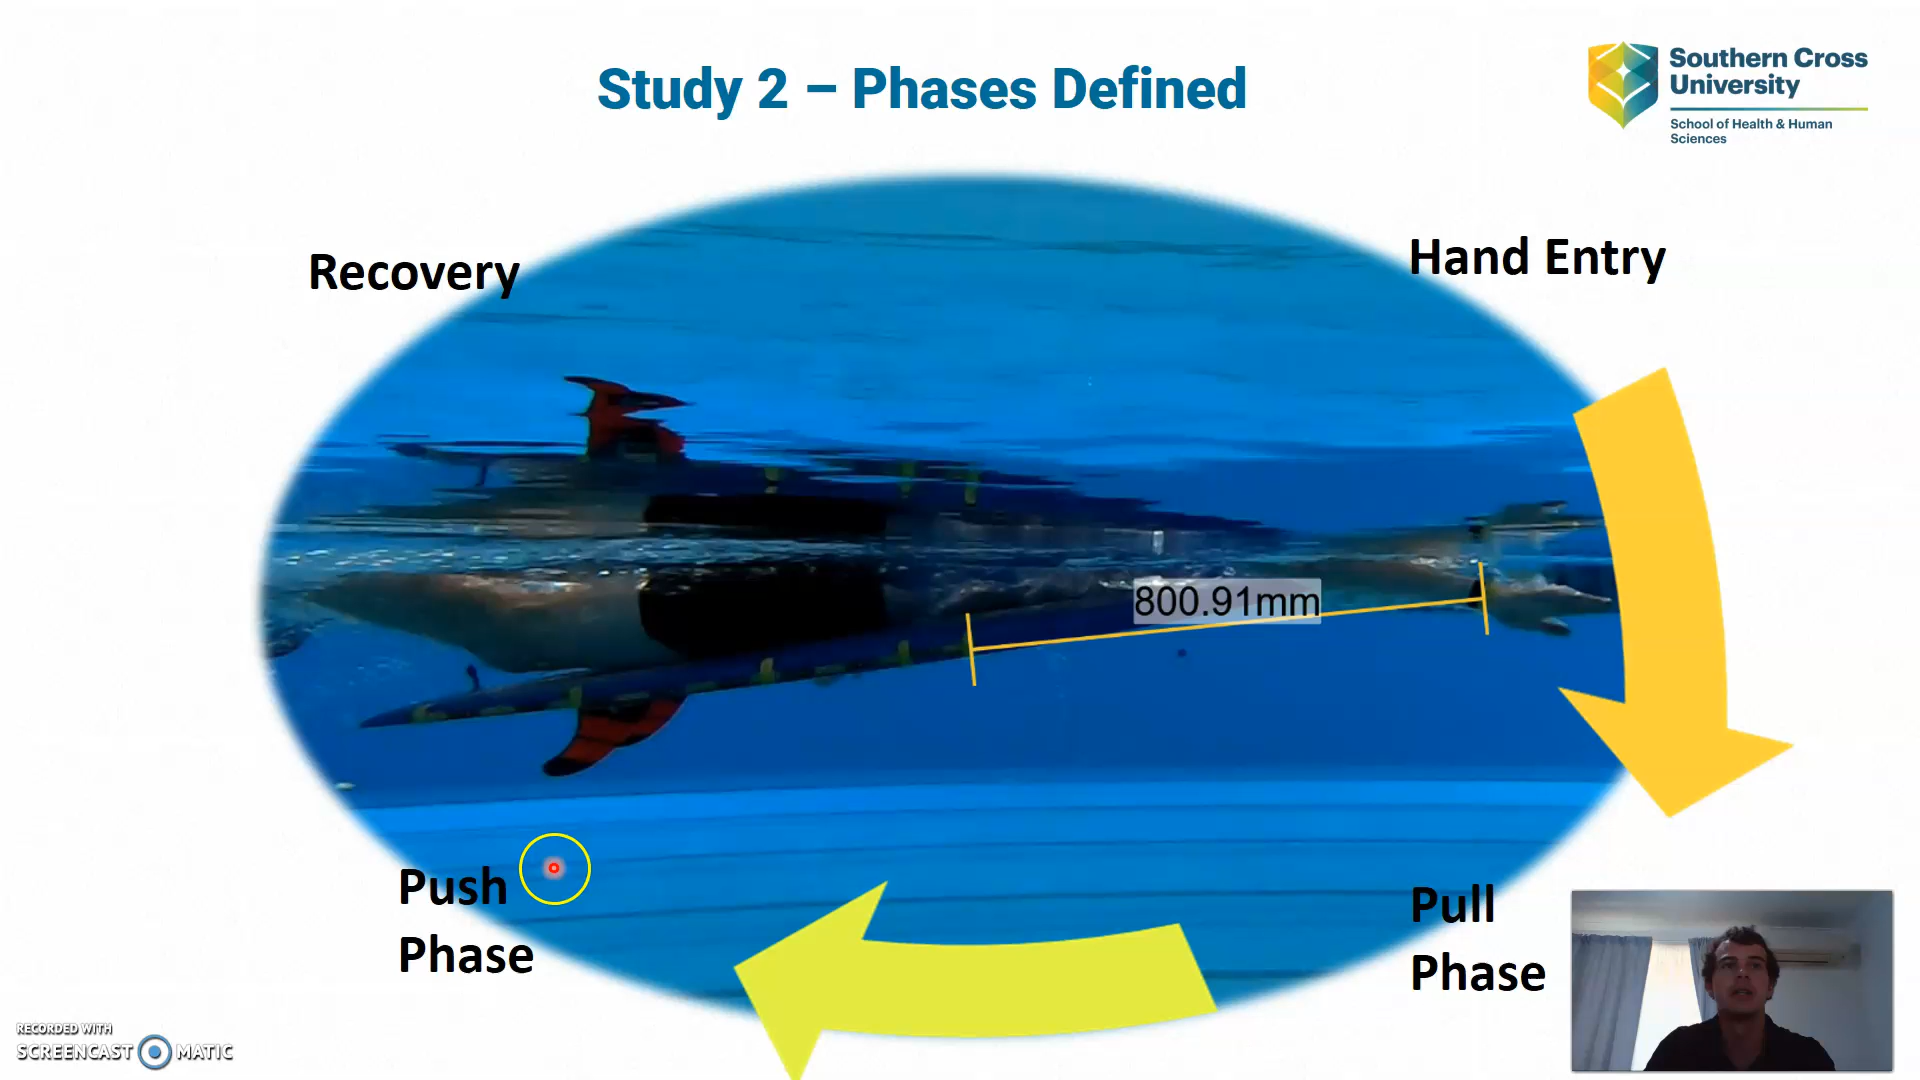 Study 2 – Phases Defined
Southern Cross
University
School of Health & Human
Sciences
Recovery
Hand Entry
800.91mm
Push
Phase
Pull
Phase
RECORDED WITH
SCREENCAST MATIC